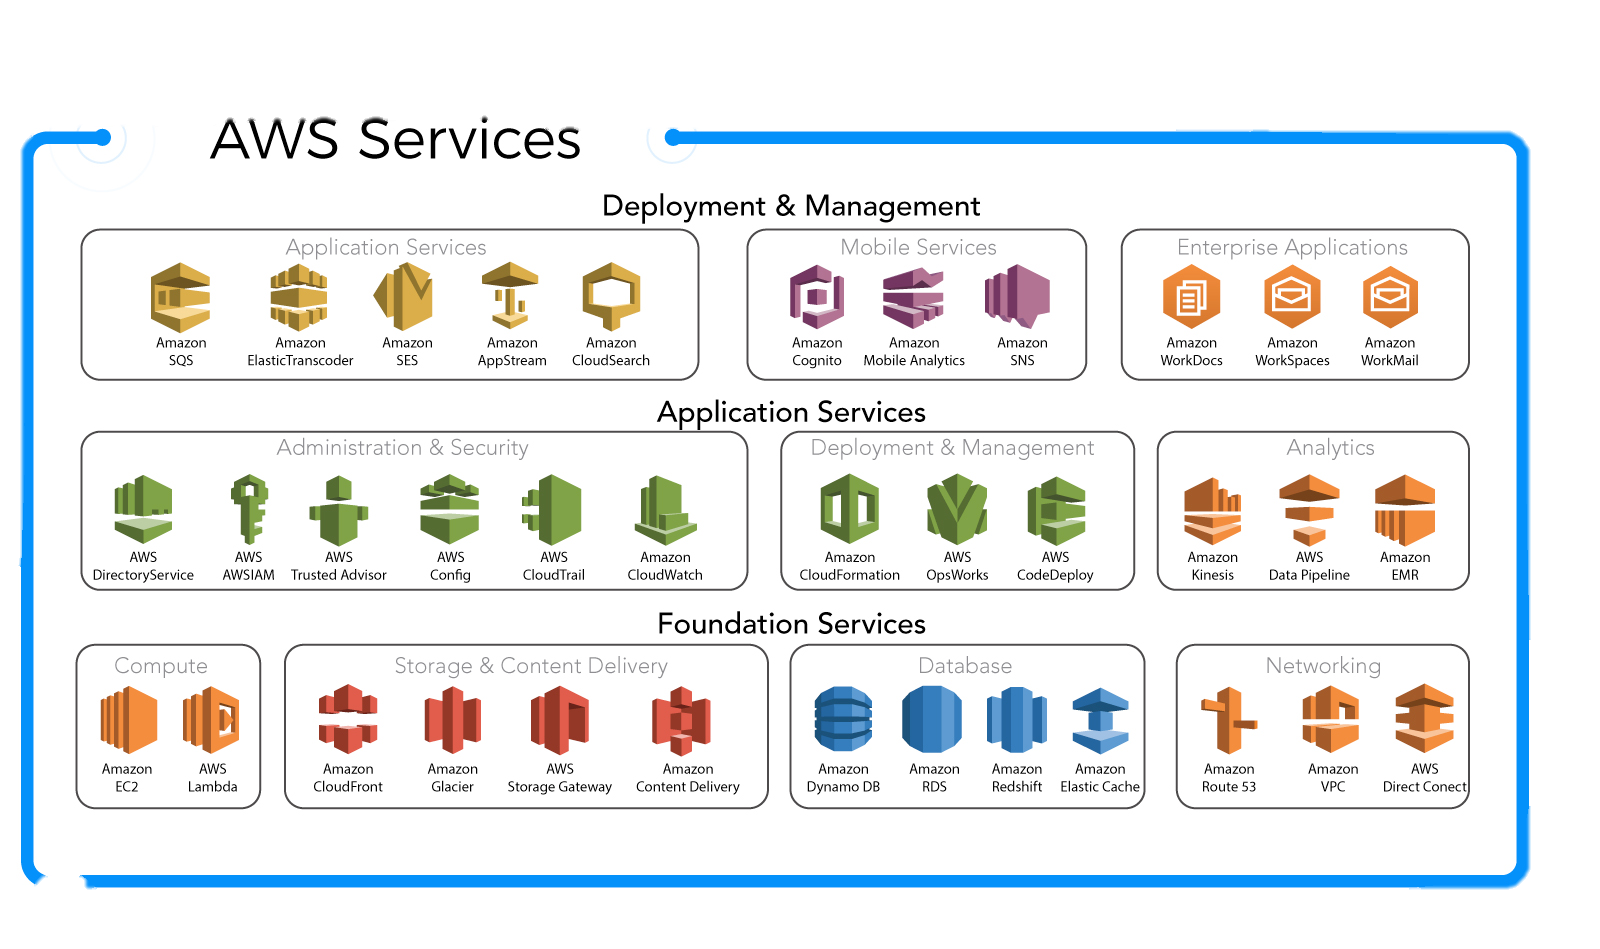 AWS Services
Deployment & Management
Application Services
Amazon
SQS
Amazon
ElasticTranscoder
Amazon
SES
Amazon
AppStream
Amazon
CloudSearch
Mobile Services
Amazon
Cognito
Amazon
Mobile Analytics
Amazon
SNS
Enterprise Applications
Amazon
WorkDocs
Amazon
WorkSpaces
Amazon
WorkMail
Application Services
Administration & Security
AWS
DirectoryService
AWS
AWSIAM
AWS
Trusted Advisor
AWS
Config
AWS
CloudTrail
Amazon
CloudWatch
Deployment & Management
Amazon
CloudFormation
AWS
OpsWorks
AWS
CodeDeploy
Analytics
Amazon
Kinesis
AWS
Data Pipeline
Amazon
EMR
Foundation Services
Compute
Amazon
EC2
AWS
Lambda
Storage & Content Delivery
Amazon
CloudFront
Amazon
Glacier
AWS
Storage Gateway
Amazon
Content Delivery
Database
Amazon
Dynamo DB
Amazon
RDS
Amazon
Redshift
Amazon
Elastic Cache
Networking
Amazon
Route 53
Amazon
VPC
AWS
Direct Conect